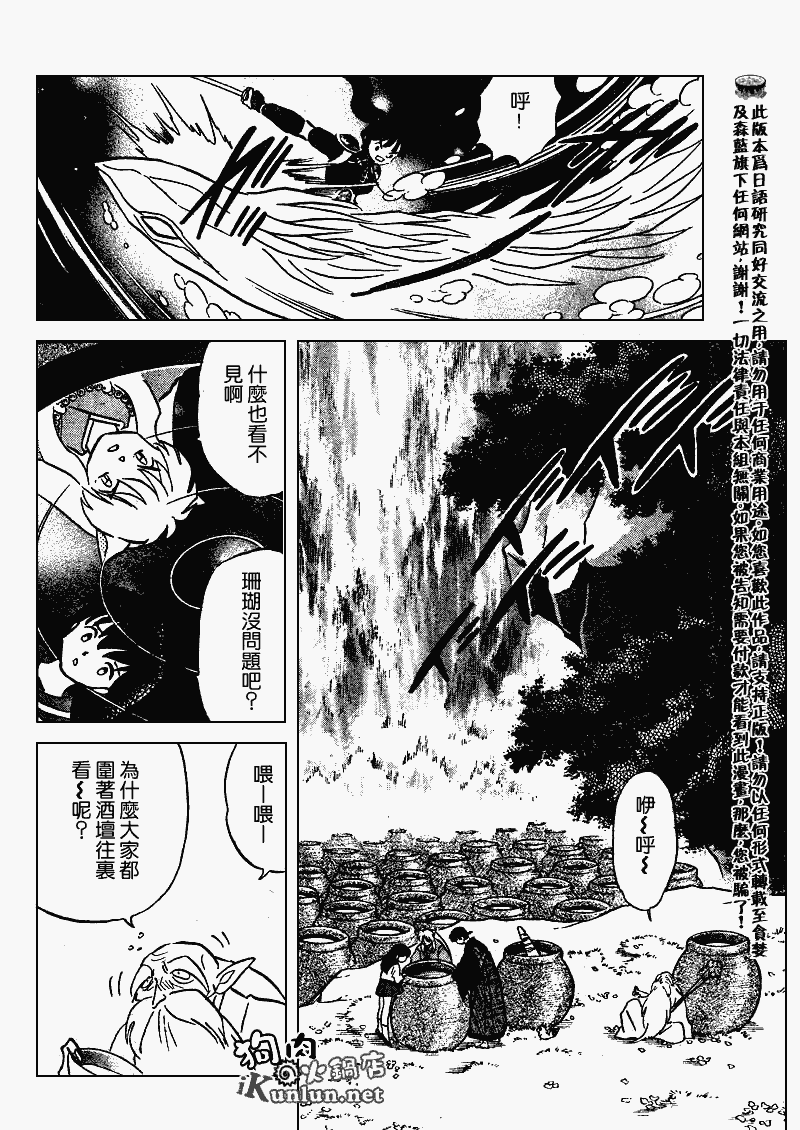 呼!
咿~呼~
什麼也看不
見啊
珊瑚沒問題吧?
喂—喂—
為什麼大家都
圍著酒壇往裏
看~呢?
此版本爲日語研究同好交流之用,請勿用于任何商業用途,如您喜歡此作品,請支持正版!請勿以任何形式轉載至貪婪
及森藍旗下任何網站,謝謝!一切法律責任與本組無關,如果您被告知需要付款才能看到此漫畫,那麼,您被騙了!
狗肉
火鍋店
iKunlun.net